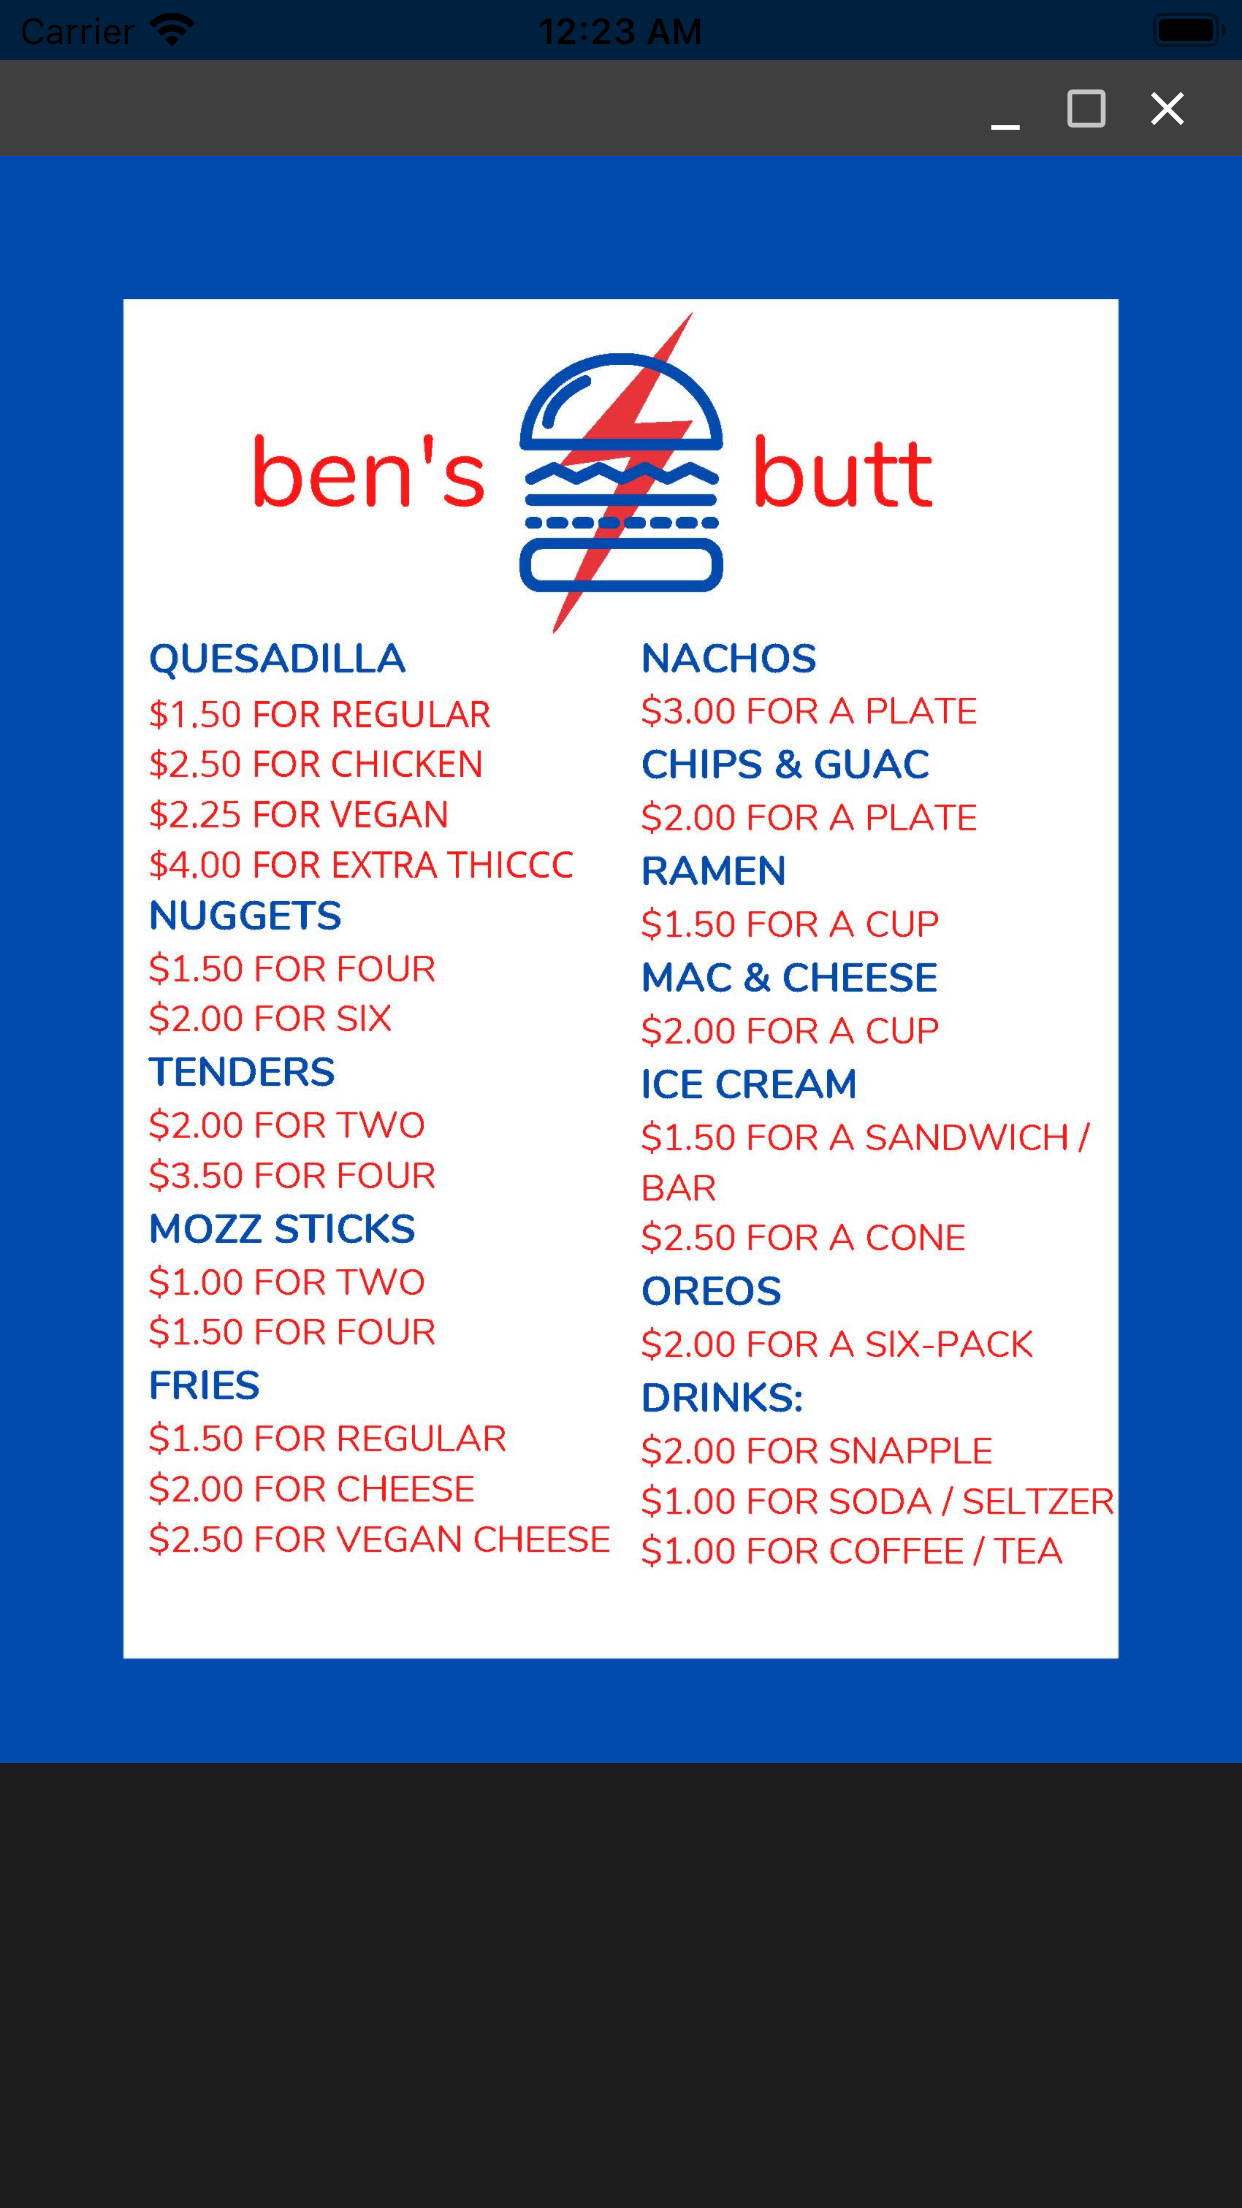 Carrier
12:23 AM
ben's butt
QUESADILLA
$1.50 FOR REGULAR
$2.50 FOR CHICKEN
$2.25 FOR VEGAN
$4.00 FOR EXTRA THICCC
NUGGETS
$1.50 FOR FOUR
$2.00 FOR SIX
TENDERS
$2.00 FOR TWO
$3.50 FOR FOUR
MOZZ STICKS
$1.00 FOR TWO
$1.50 FOR FOUR
FRIES
$1.50 FOR REGULAR
$2.00 FOR CHEESE
$2.50 FOR VEGAN CHEESE
NACHOS
$3.00 FOR A PLATE
CHIPS & GUAC
$2.00 FOR A PLATE
RAMEN
$1.50 FOR A CUP
MAC & CHEESE
$2.00 FOR A CUP
ICE CREAM
$1.50 FOR A SANDWICH /
BAR
$2.50 FOR A CONE
OREOS
$2.00 FOR A SIX-PACK
DRINKS:
$2.00 FOR SNAPPLE
$1.00 FOR SODA / SELTZER
$1.00 FOR COFFEE / TEA